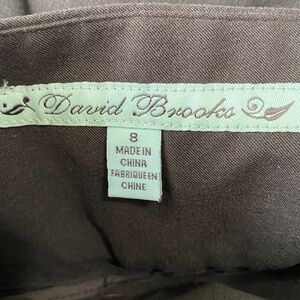 David Brooks
8
MADE IN
CHINA
FABRIQUE EN
CHINE